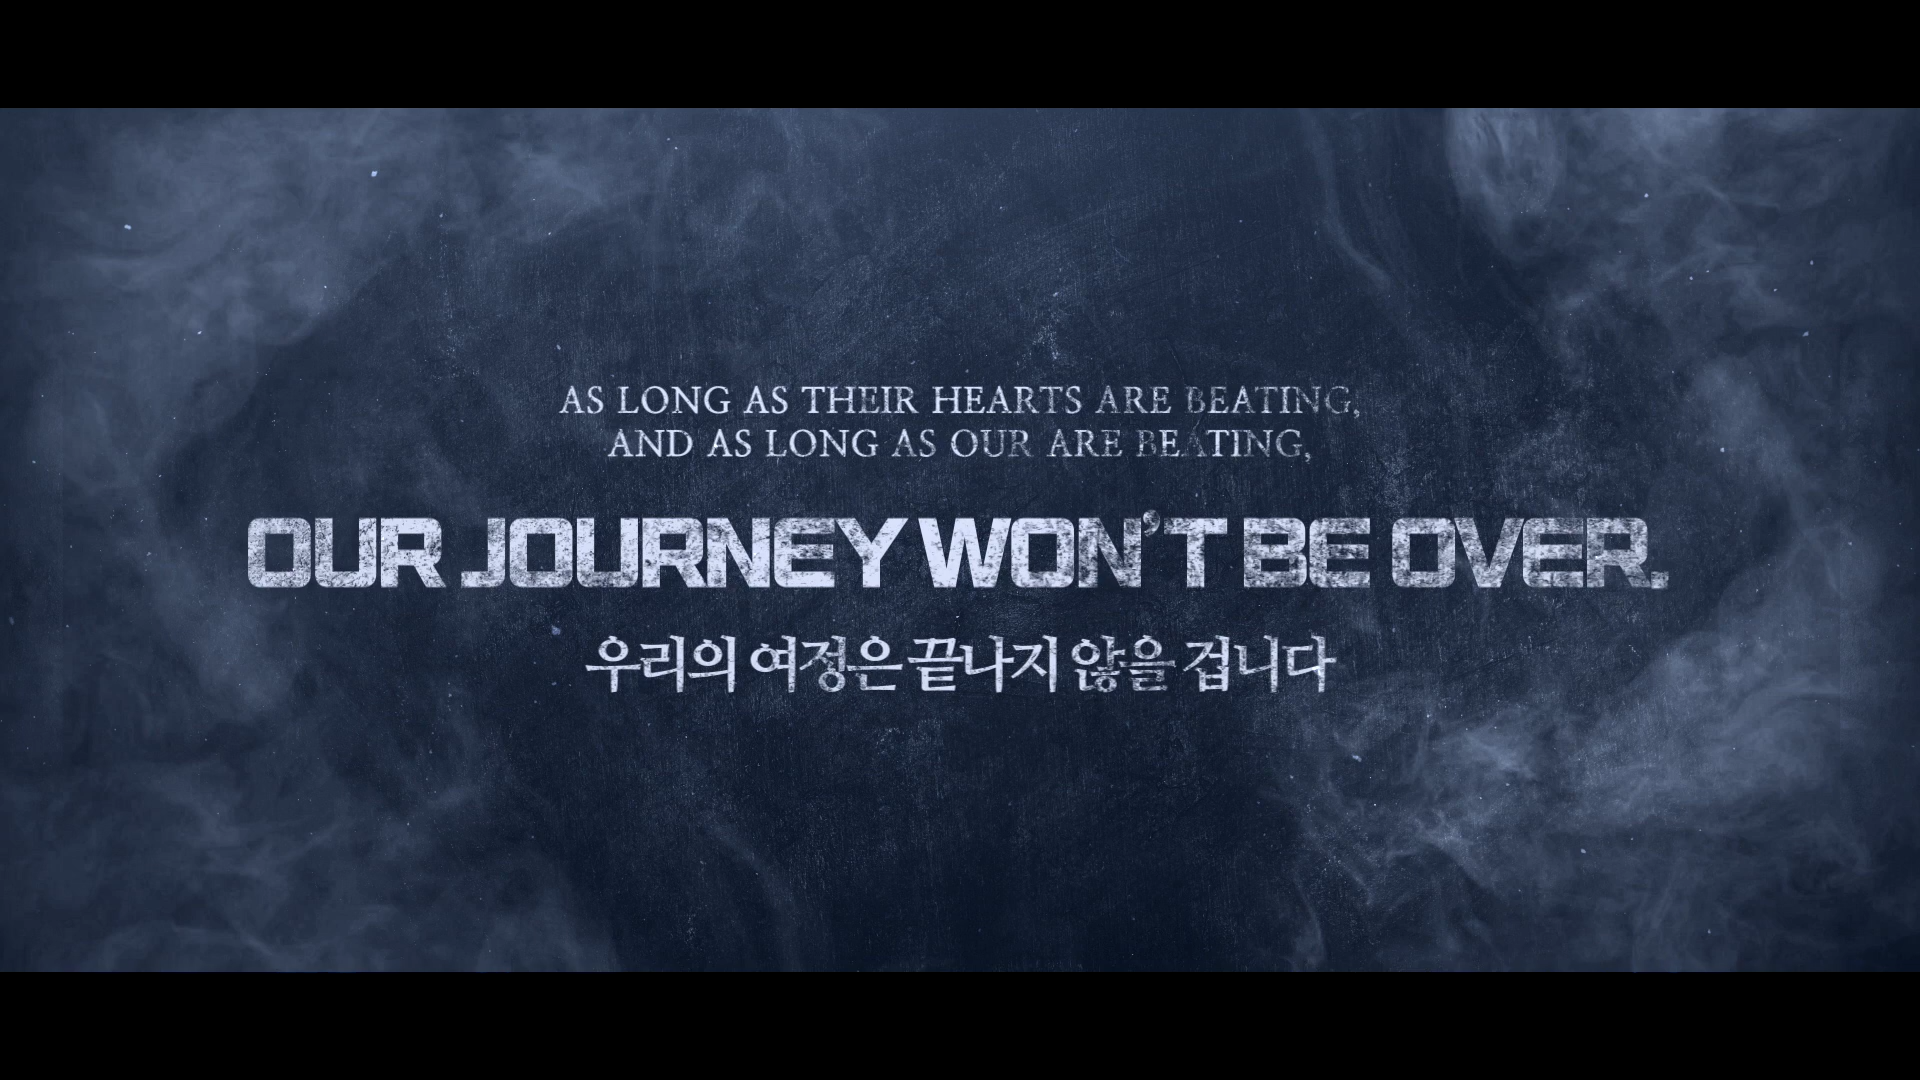 AS LONG AS THEIR HEARTS ARE BEATING,
AND AS LONG AS OUR ARE BEATING,
OUR JOURNEY WON'T BE OVER.
우리의 여정은 끝나지 않을 겁니다